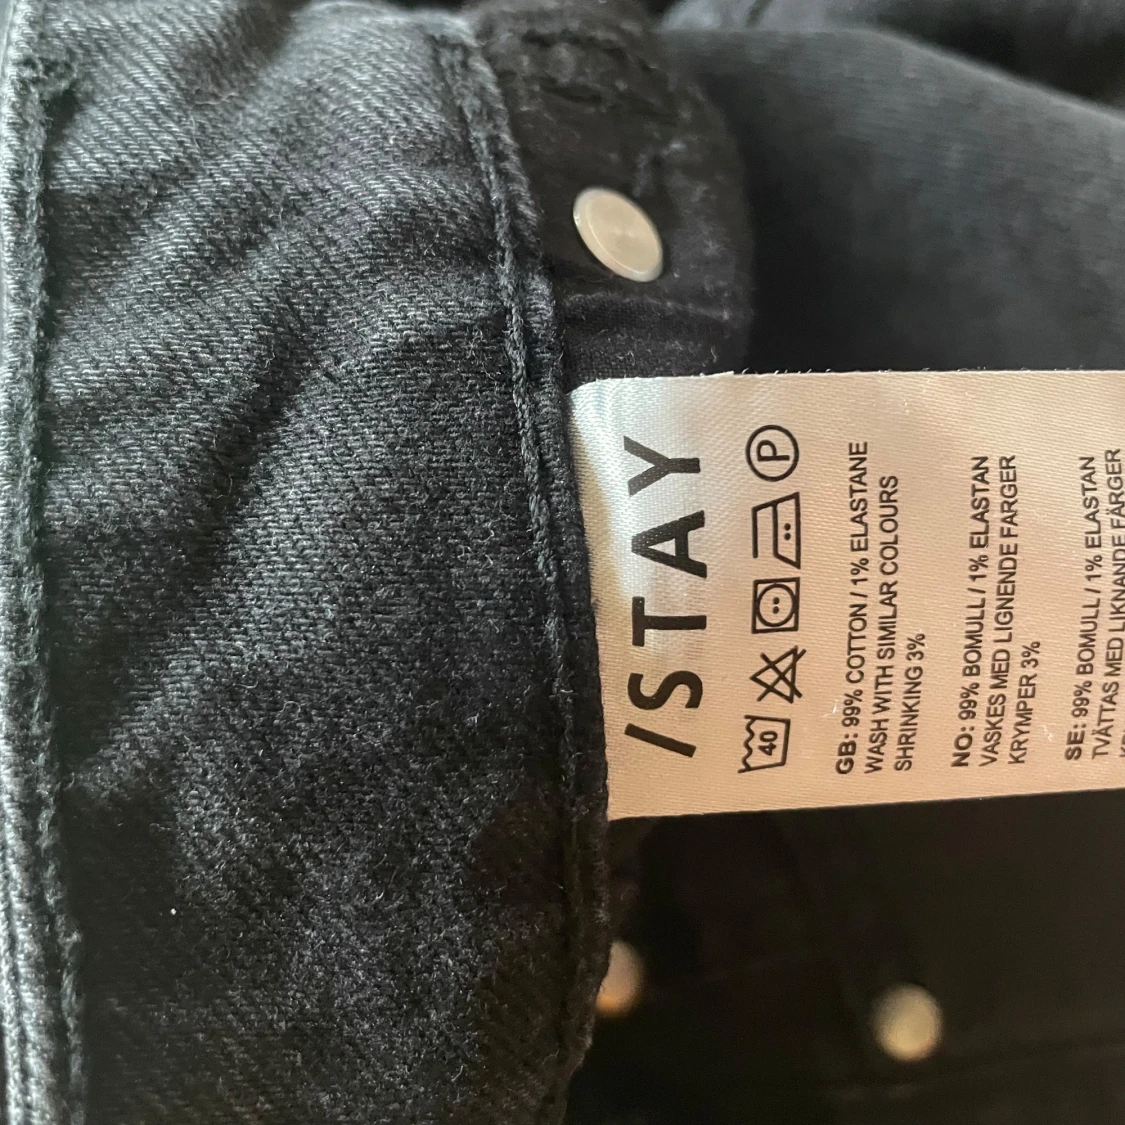 /STAY
40 P
GB: 99% COTTON / 1% ELASTANE
WASH WITH SIMILAR COLOURS
SHRINKING 3%
NO: 99% BOMULL / 1% ELASTAN
VASKES MED LIGNENDE FARGER
KRYMPER 3%
SE: 99% BOMULL / 1% ELASTAN
TVÄTTAS MED LIKNANDE FÄRGER